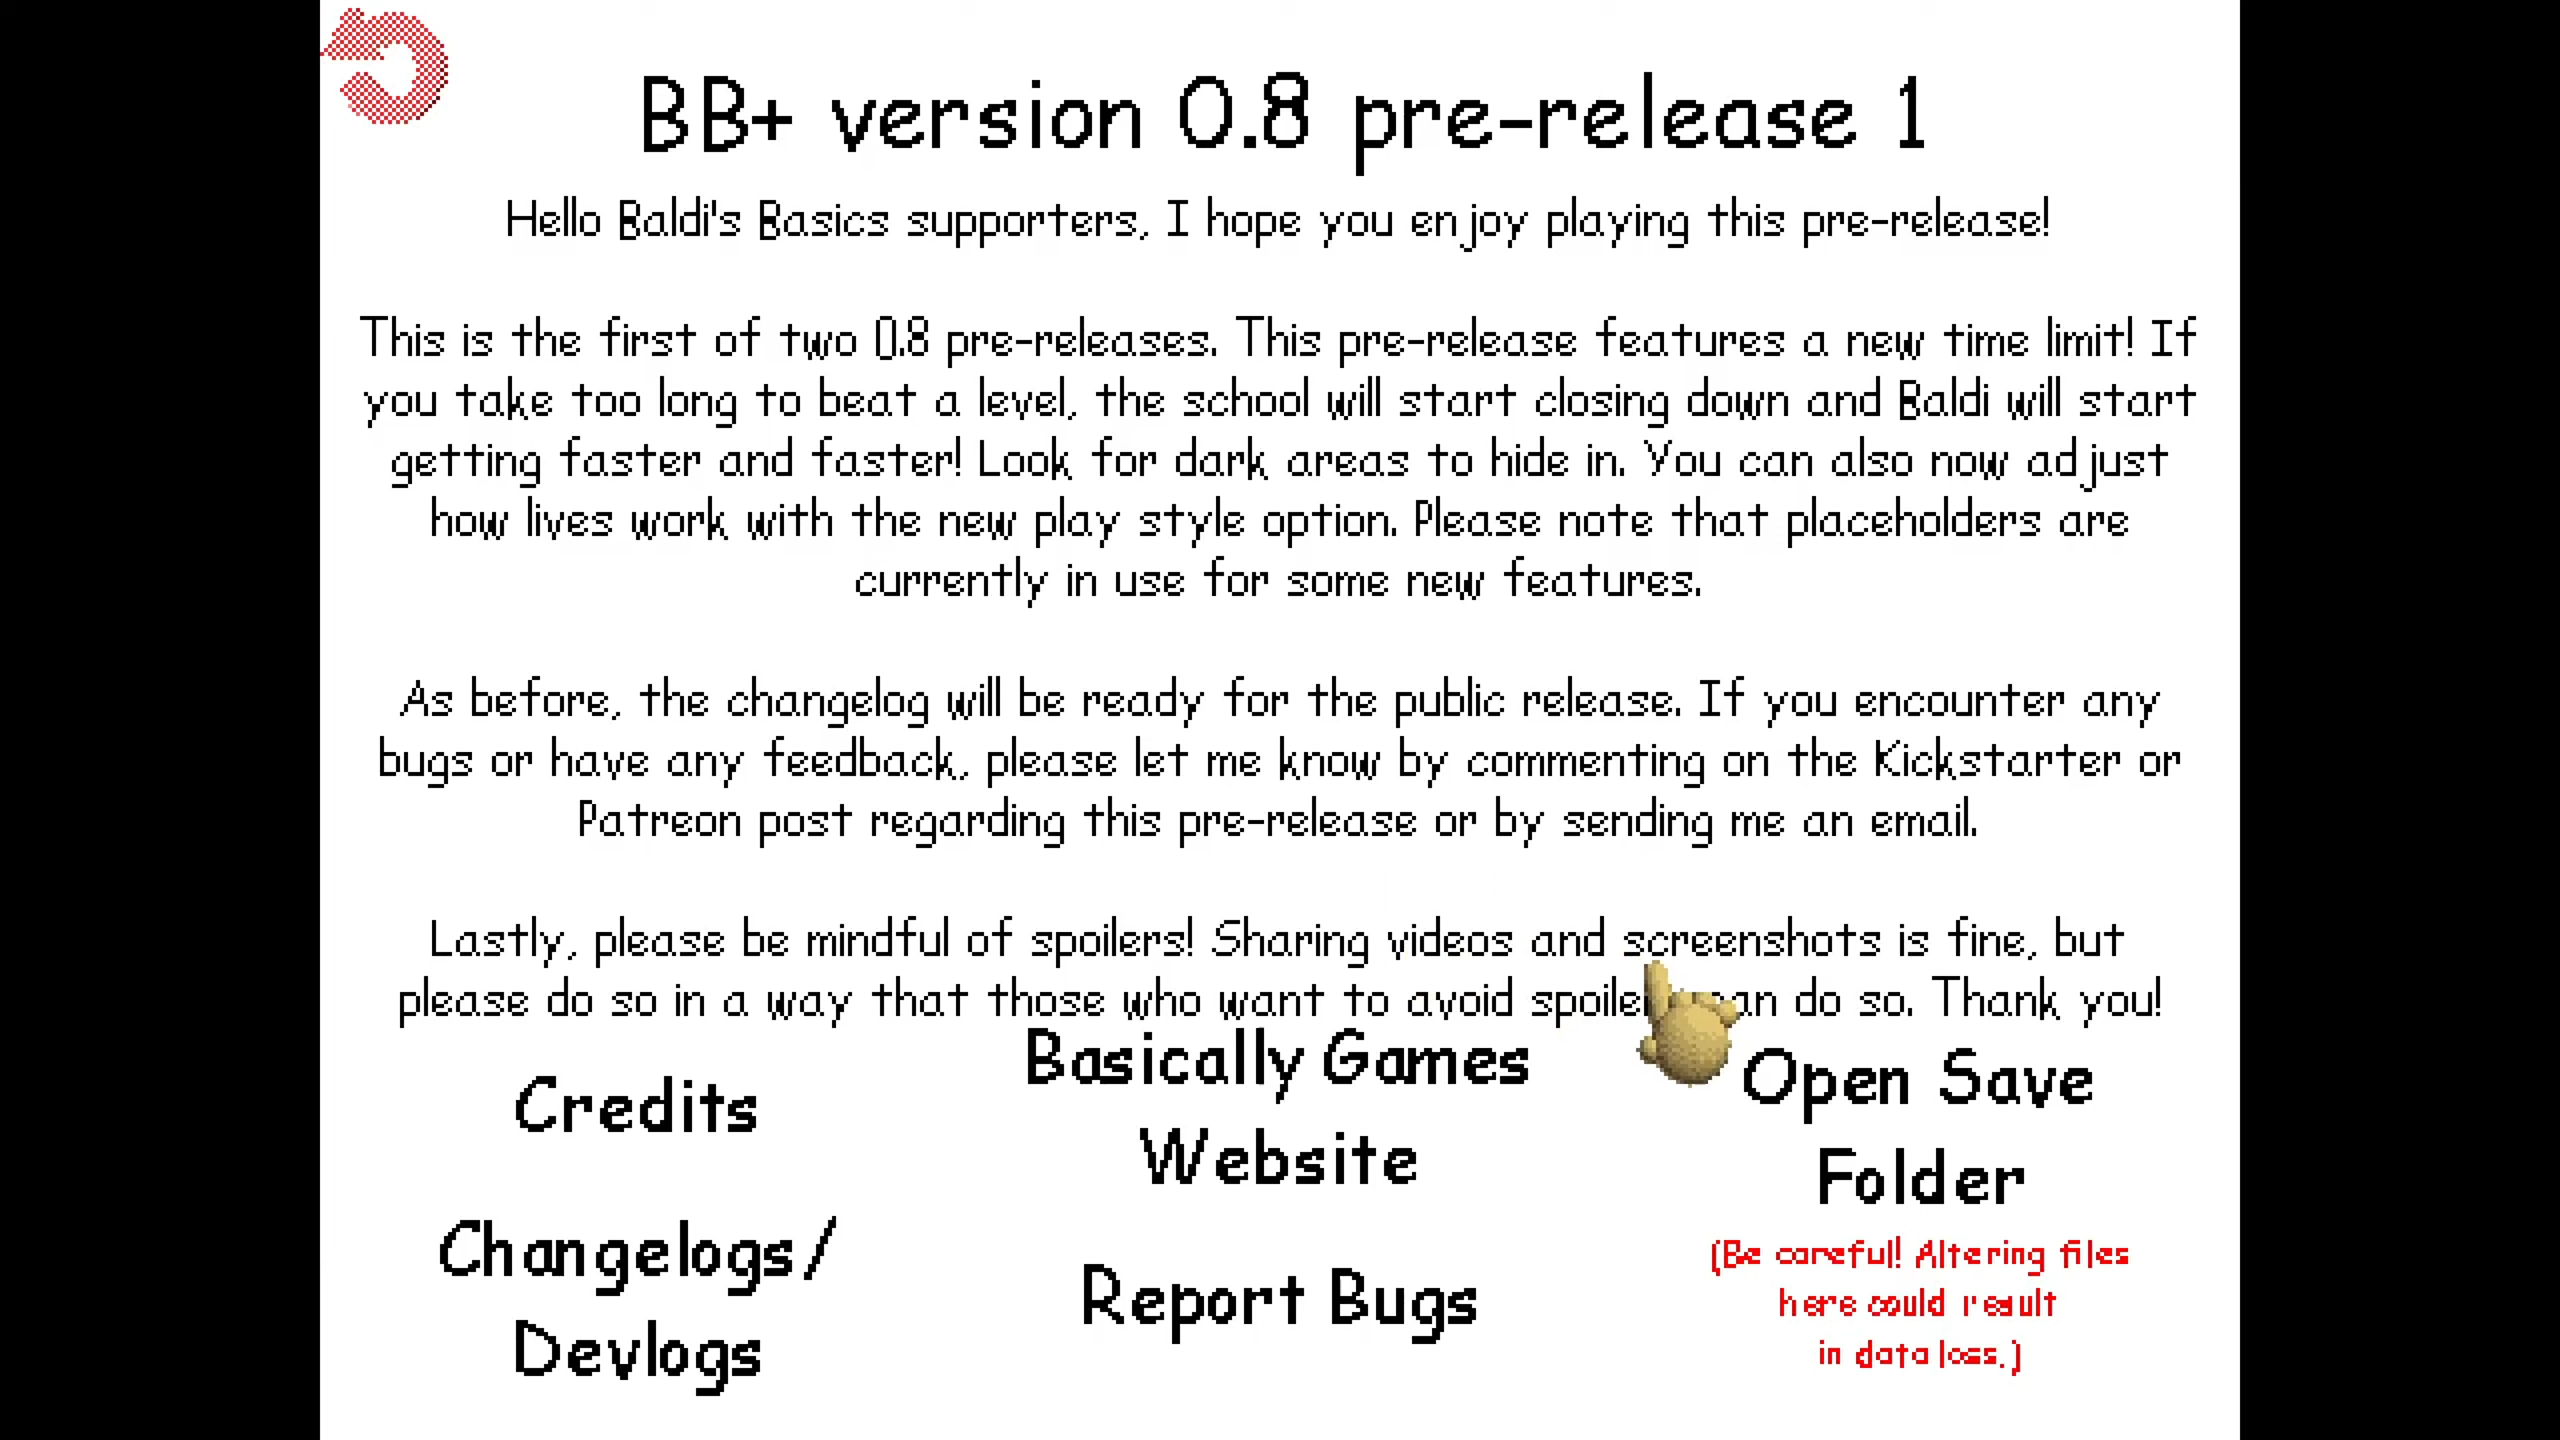 BB+ version 0.8 pre-release 1
Hello Baldi's Basics supporters, I hope you enjoy playing this pre-release!
This is the first of two 0.8 pre-releases. This pre-release features a new time limit! If
you take too long to beat a level, the school will start closing down and Baldi will start
getting faster and faster! Look for dark areas to hide in. You can also now adjust
how lives work with the new play style option. Please note that placeholders are
currently in use for some new features.
As before, the changelog will be ready for the public release. If you encounter any
bugs or have any feedback, please let me know by commenting on the Kickstarter or
Patreon post regarding this pre-release or by sending me an email.
Lastly, please be mindful of spoilers! Sharing videos and screenshots is fine, but
please do so in a way that those who want to avoid spoilers can do so. Thank you!
Credits
Basically Games
Website
Open Save
Folder
(Be careful! Altering files
here could result
in data loss.)
Changelogs/
Devlogs
Report Bugs